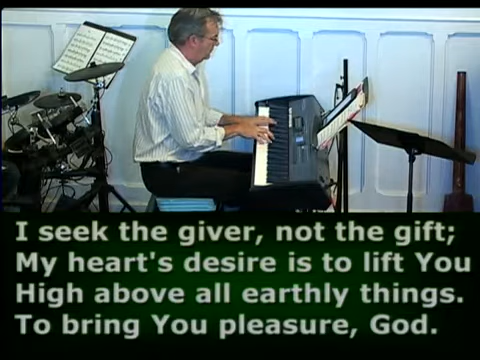 I seek the giver, not the gift;
My heart's desire is to lift You
High above all earthly things.
To bring You pleasure, God.